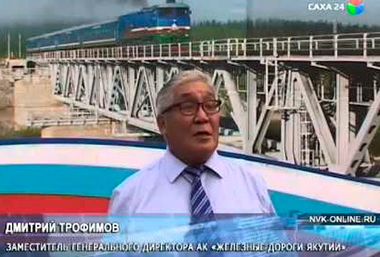 САХА 24
NVK-ONLINE.RU
ДМИТРИЙ ТРОФИМОВ
ЗАМЕСТИТЕЛЬ ГЕНЕРАЛЬНОГО ДИРЕКТОРА АК «ЖЕЛЕЗНЫЕ ДОРОГИ ЯКУТИИ»